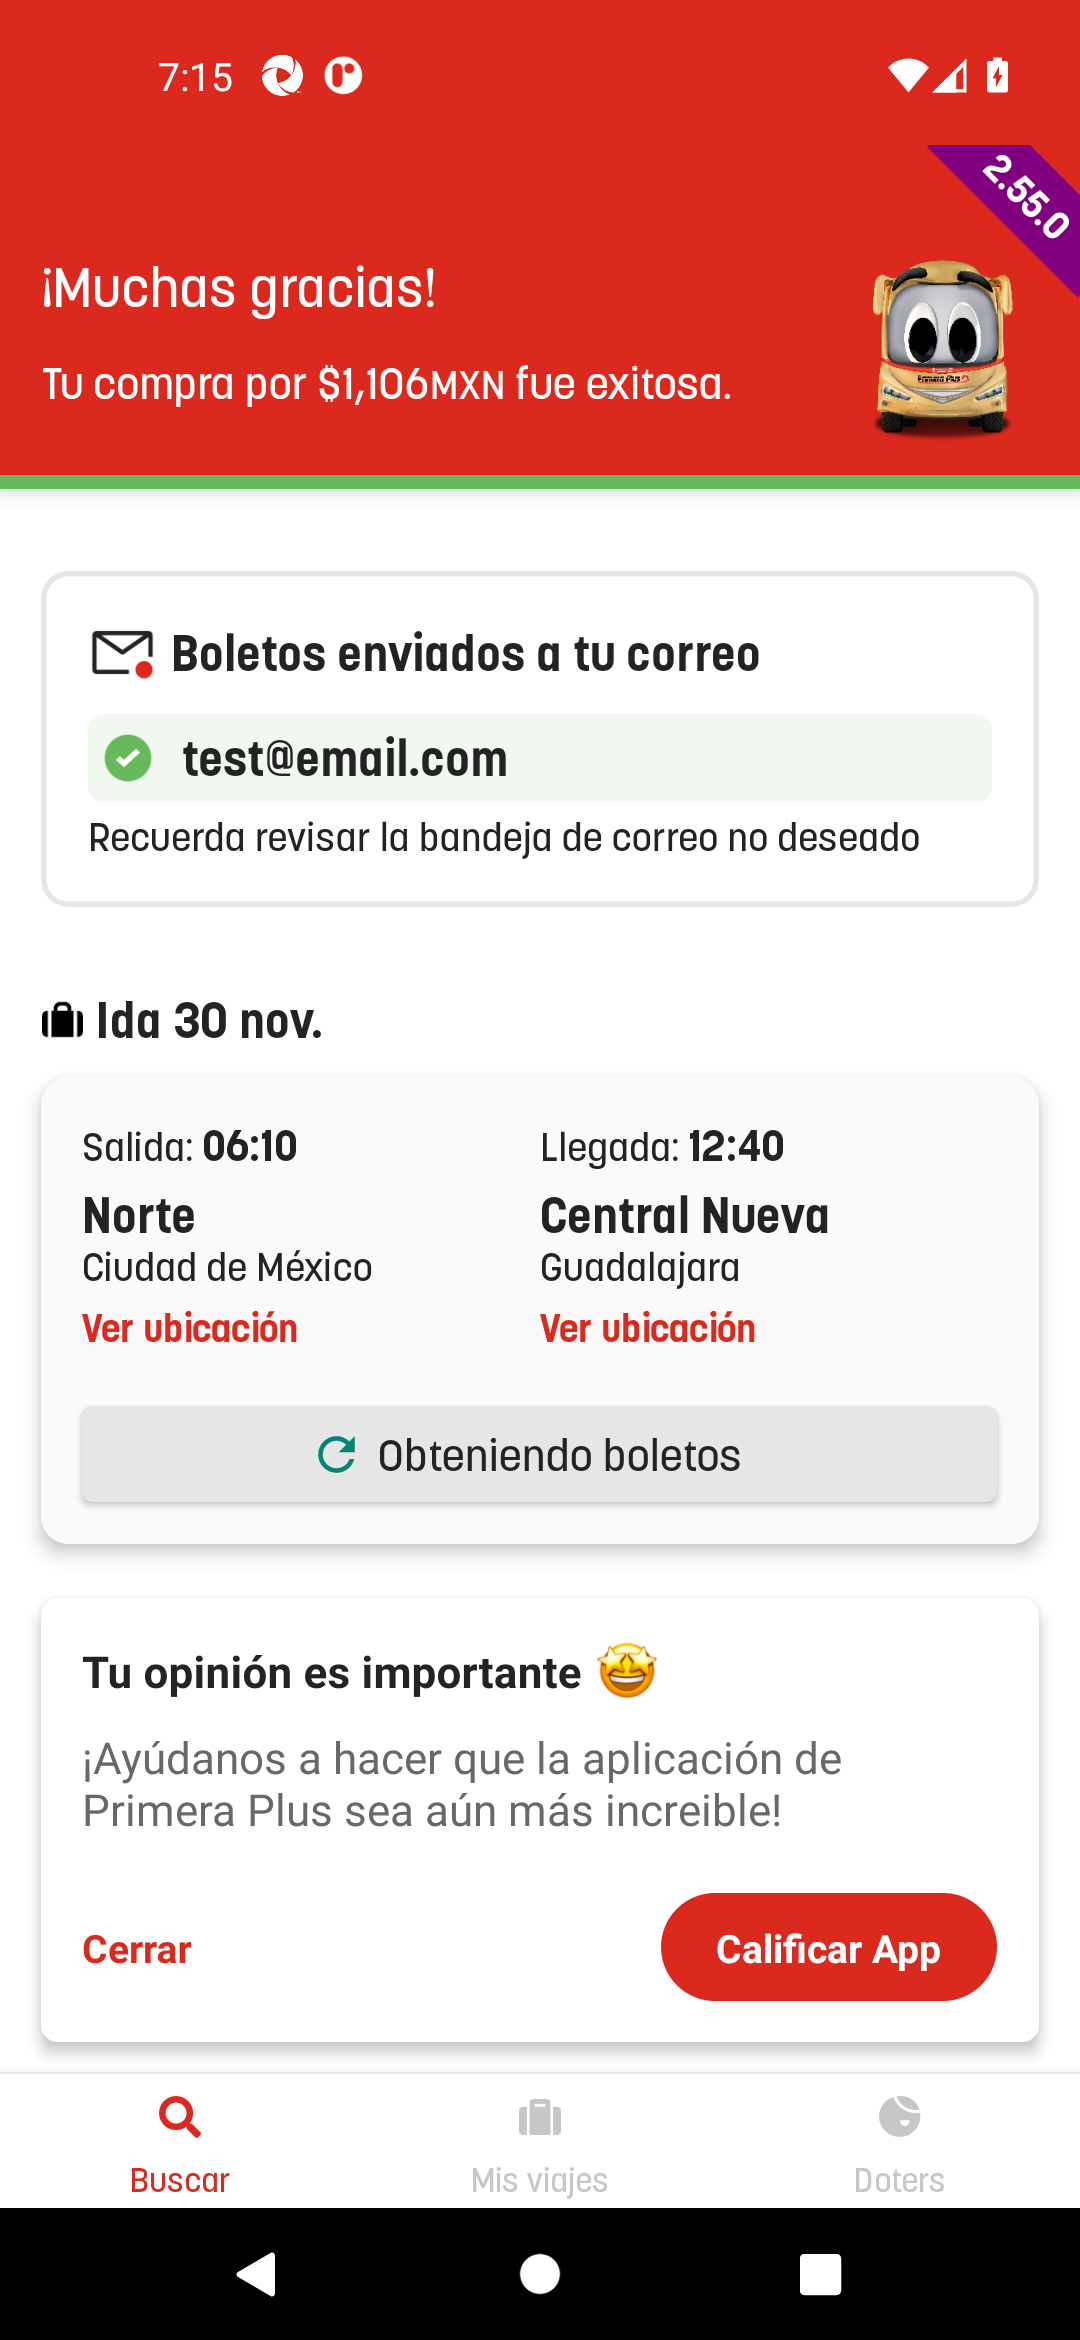 7:15
2.55.0
¡Muchas gracias!
Tu compra por $1,106MXN fue exitosa.
Primera Plus
Boletos enviados a tu correo
test@email.com
Recuerda revisar la bandeja de correo no deseado
Ida 30 nov.
Salida: 06:10
Llegada: 12:40
Norte
Central Nueva
Ciudad de México
Guadalajara
Ver ubicación
Ver ubicación
Obteniendo boletos
Tu opinión es importante 🤩
¡Ayúdanos a hacer que la aplicación de
Primera Plus sea aún más increible!
Cerrar
Calificar App
Buscar
Mis viajes
Doters